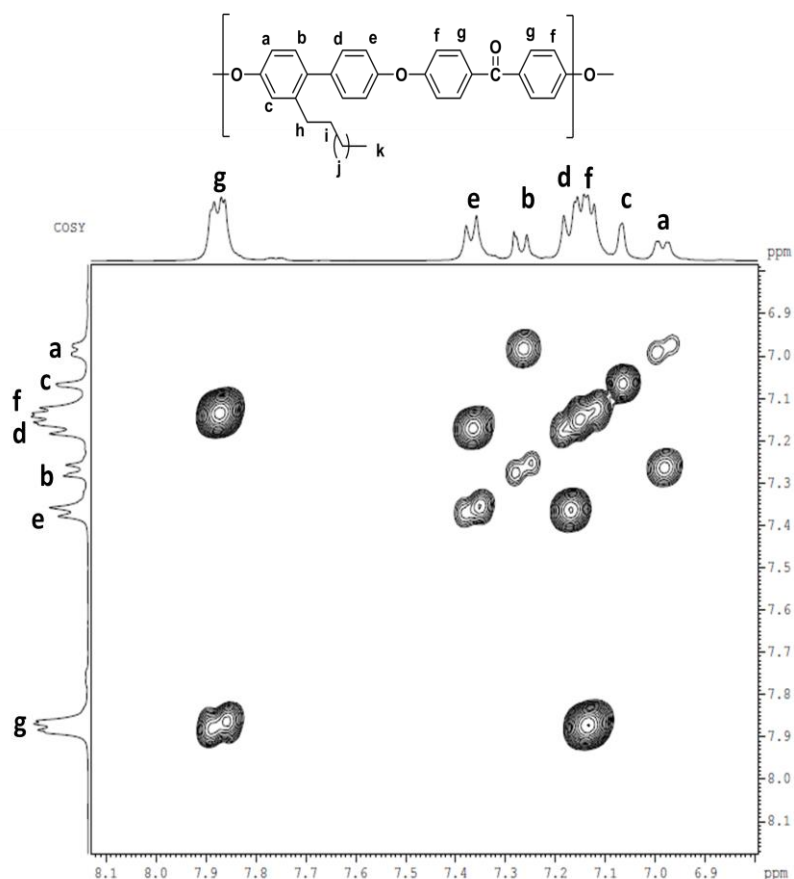 a b d e f g O g f
O O C O
c
h
i k
j
g e b d f c a
COSY
ppm
a
c
f
d
b
e
g
6.9
7.0
7.1
7.2
7.3
7.4
7.5
7.6
7.7
7.8
7.9
8.0
8.1
8.1 8.0 7.9 7.8 7.7 7.6 7.5 7.4 7.3 7.2 7.1 7.0 6.9 ppm